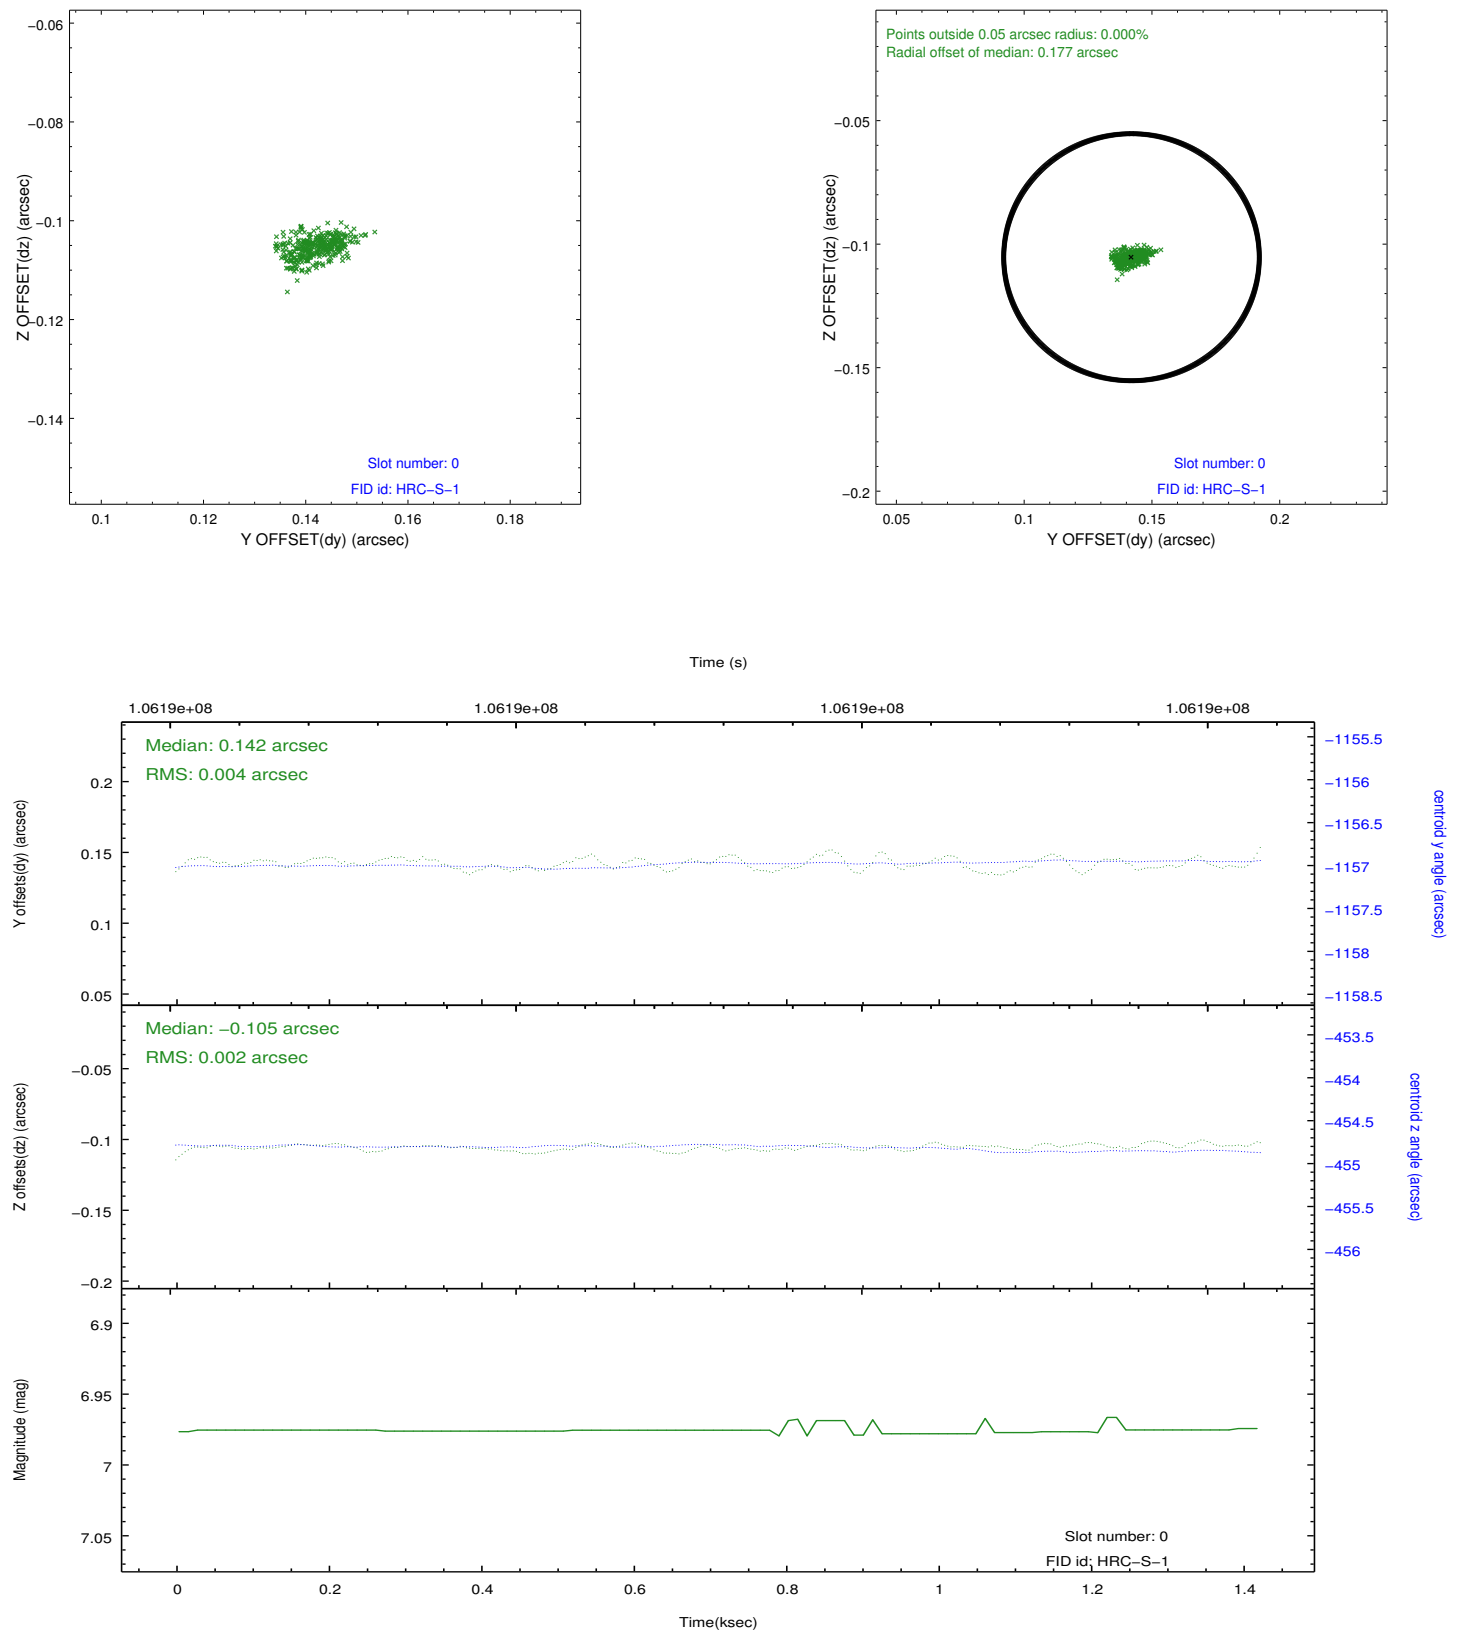 −0.06
−0.08
−0.1
−0.12
−0.14
Z OFFSET(dz) (arcsec)
Slot number: 0
FID id: HRC−S−1
0.1 0.12 0.14 0.16 0.18
Y OFFSET(dy) (arcsec)
Points outside 0.05 arcsec radius: 0.000%
Radial offset of median: 0.177 arcsec
−0.05
−0.1
−0.15
−0.2
Z OFFSET(dz) (arcsec)
Slot number: 0
FID id: HRC−S−1
0.05 0.1 0.15 0.2
Y OFFSET(dy) (arcsec)
Time (s)
1.0619e+08 1.0619e+08 1.0619e+08 1.0619e+08
Median: 0.142 arcsec
RMS: 0.004 arcsec
0.2
0.15
0.1
0.05
Y offsets(dy) (arcsec)
−1155.5
−1156
−1156.5
−1157
−1157.5
−1158
−1158.5
centroid y angle (arcsec)
Median: −0.105 arcsec
RMS: 0.002 arcsec
−0.05
−0.1
−0.15
−0.2
Z offsets(dz) (arcsec)
−453.5
−454
−454.5
−455
−455.5
−456
centroid z angle (arcsec)
6.9
6.95
7
7.05
Magnitude (mag)
Slot number: 0
FID id: HRC−S−1
0 0.2 0.4 0.6 0.8 1 1.2 1.4
Time(ksec)